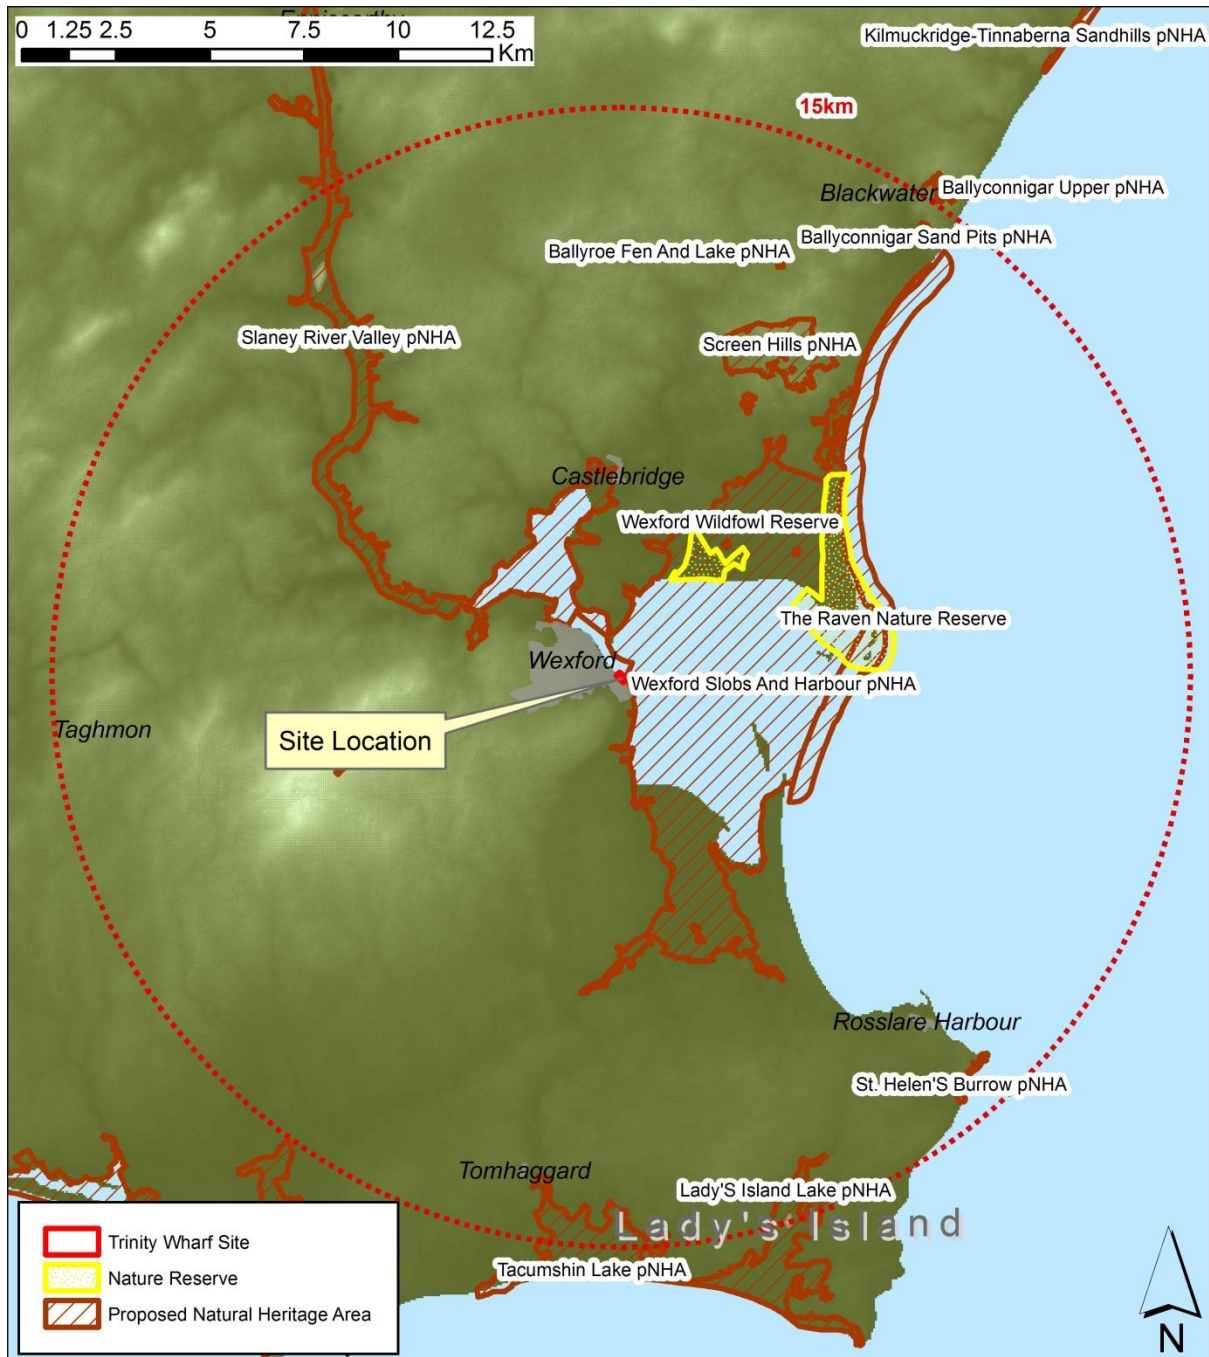 Enniscorthy
0 1.25 2.5 5 7.5 10 12.5
Km
Kilmuckridge-Tinnaberna Sandhills pNHA
15km
Blackwater
Ballyconnigar Upper pNHA
Ballyconnigar Sand Pits pNHA
Ballyroe Fen And Lake pNHA
Slaney River Valley pNHA
Screen Hills pNHA
Castlebridge
Wexford Wildfowl Reserve
The Raven Nature Reserve
Wexford
Wexford Slobs And Harbour pNHA
Taghmon
Site Location
Rosslare Harbour
St. Helen'S Burrow pNHA
Tomhaggard
Lady'S Island Lake pNHA
Lady's Island
Tacumshin Lake pNHA
Trinity Wharf Site
Nature Reserve
Proposed Natural Heritage Area
N